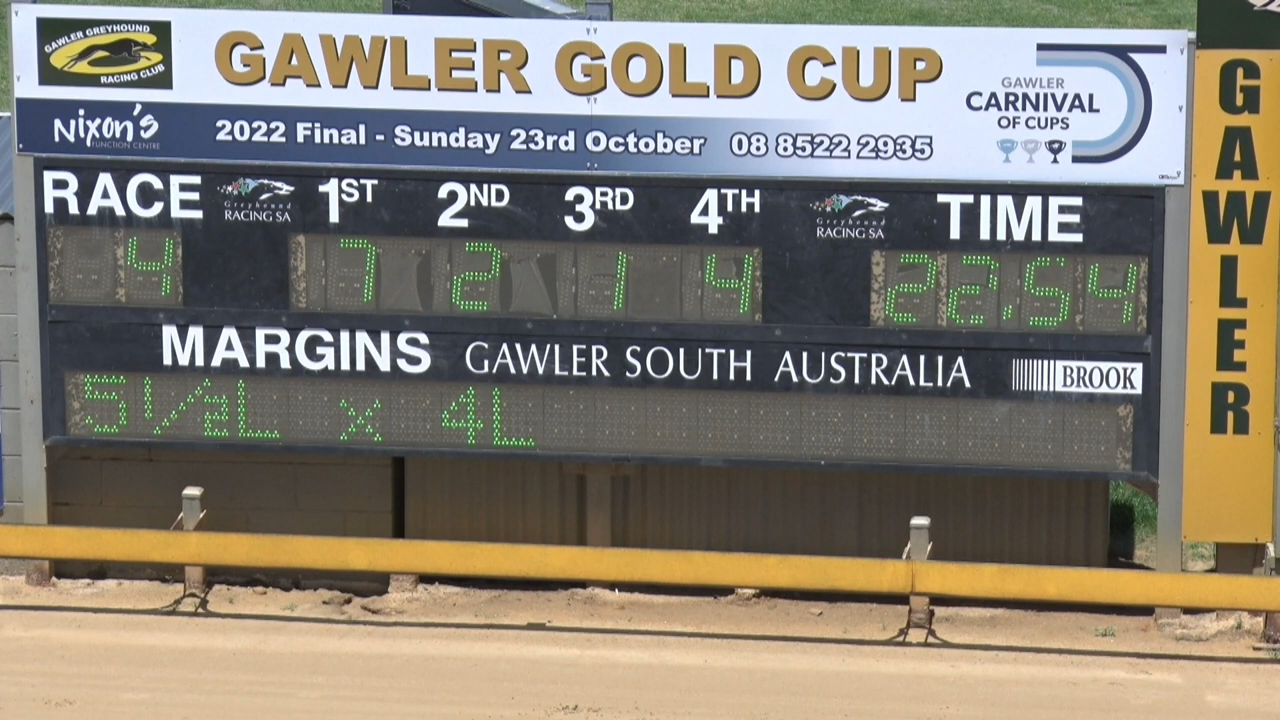 GAWLER GREYHOUND RACING CLUB
GAWLER GOLD CUP
GAWLER
CARNIVAL
OF CUPS
Nixon's
FUNCTION CENTRE
2022 Final - Sunday 23rd October 08 8522 2935
RACE
Greyhound
RACING SA
1ST 2ND 3RD 4TH
Greyhound
RACING SA
TIME
4 7 2 1 4 22.54
MARGINS GAWLER SOUTH AUSTRALIA BROOK
5 1/2L x 4L
GAWLER